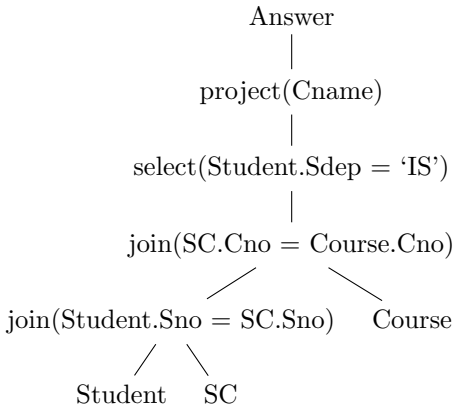 Answer
project(Cname)
select(Student.Sdep = ‘IS’)
join(SC.Cno = Course.Cno)
join(Student.Sno = SC.Sno) Course
Student SC